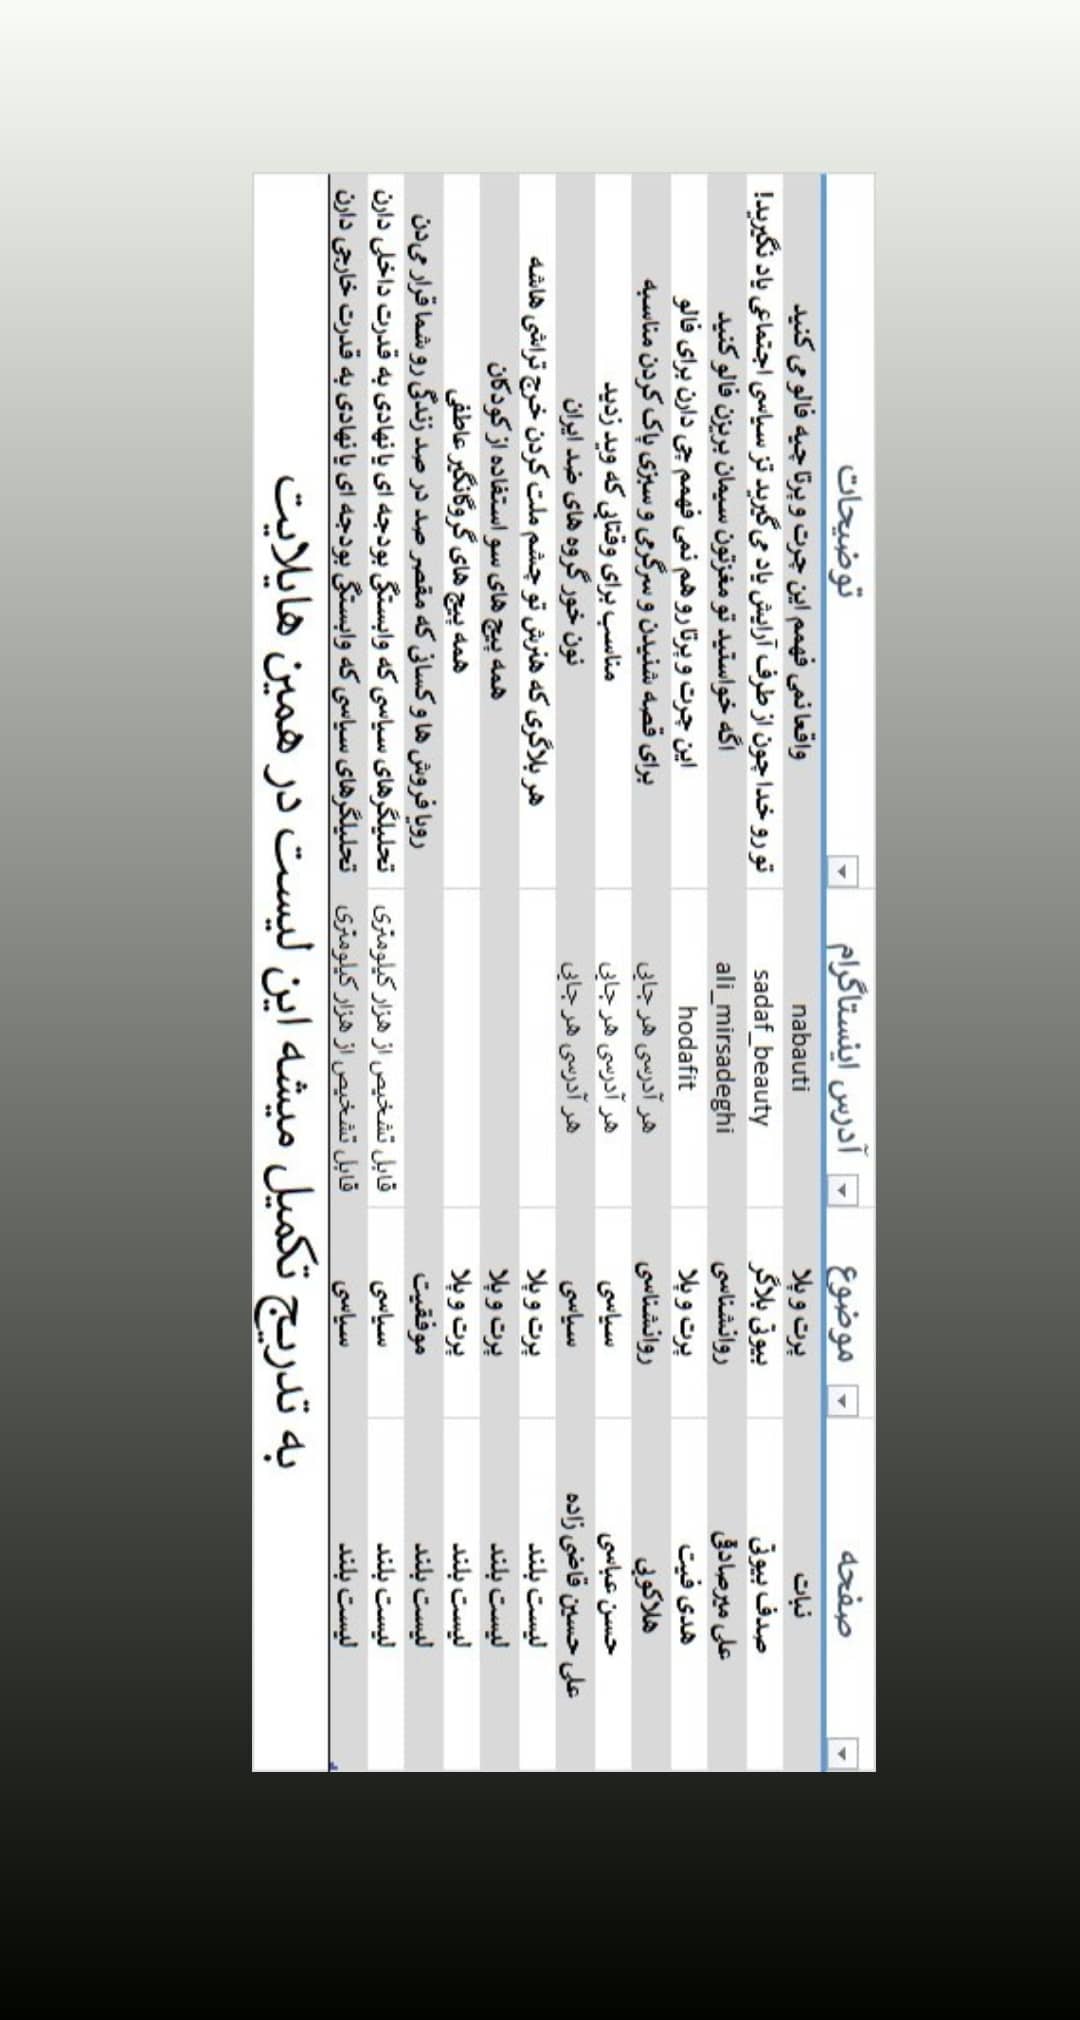 صفحه موضوع آدرس اینستاگرام توضیحات
نبات پرت و پلا nabauti واقعا نمی فهمم این چرت و پرتا چیه فالو می کنید
صدف بیوتی بیوتی بلاگر sadaf_beauty تو رو خدا چون از طرف آرایش یاد می گیرید تز سیاسی اجتماعی یاد نگیرید!
علی میرصادقی روانشناسی ali_mirsadeghi اگه خواستید تو مغزتون سیمان بریزن فالو کنید
هدی فیت پرت و پلا hodafit این چرت و پرتا رو هم نمی فهمم چی دارن برای فالو
هلاکویی روانشناسی هر آدرسی هر جایی برای قصه شنیدن و سرگرمی و سبزی پاک کردن مناسبه
حسن عباسی سیاسی هر آدرسی هر جایی مناسب برای وقتایی که وید زدید
علی حسین قاضی زاده سیاسی هر آدرسی هر جایی نون خور گروه های ضد ایران
لیست بلند پرت و پلا هر بلاگری که هنرش تو چشم ملت کردن خرج تراشی هاشه
لیست بلند پرت و پلا همه پیج های سو استفاده از کودکان
لیست بلند پرت و پلا همه پیج های گروگانگیر عاطفی
لیست بلند موفقیت رویا فروش ها و کسانی که مقصر صد در صد زندگی رو شما قرار می‌دن
لیست بلند سیاسی قابل تشخیص از هزار کیلومتری تحلیلگرهای سیاسی که وابستگی بودجه ای یا نهادی به قدرت داخلی دارن
لیست بلند سیاسی قابل تشخیص از هزار کیلومتری تحلیلگرهای سیاسی که وابستگی بودجه ای یا نهادی به قدرت خارجی دارن
به تدریج تکمیل میشه این لیست در همین هایلایت